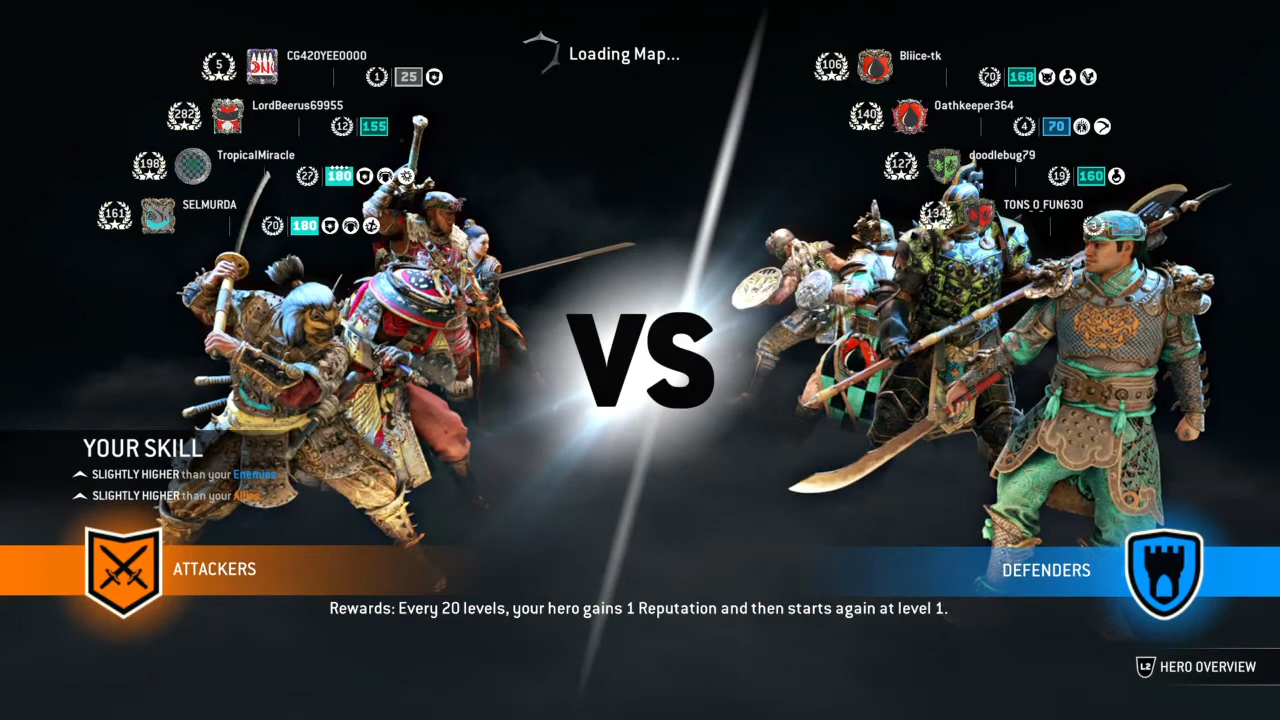 Loading Map...
5 CG420YEE0000 1 25
282 LordBeerus69955 12 155
198 TropicalMiracle 27 180
161 SELMURDA 70 180
106 Bliice-tk 70 168
140 Oathkeeper364 4 70
127 doodlebug79 19 160
134 TONS_O_FUN630
VS
YOUR SKILL
SLIGHTLY HIGHER than your Enemies
SLIGHTLY HIGHER than your Allies
ATTACKERS
DEFENDERS
Rewards: Every 20 levels, your hero gains 1 Reputation and then starts again at level 1.
L2 HERO OVERVIEW